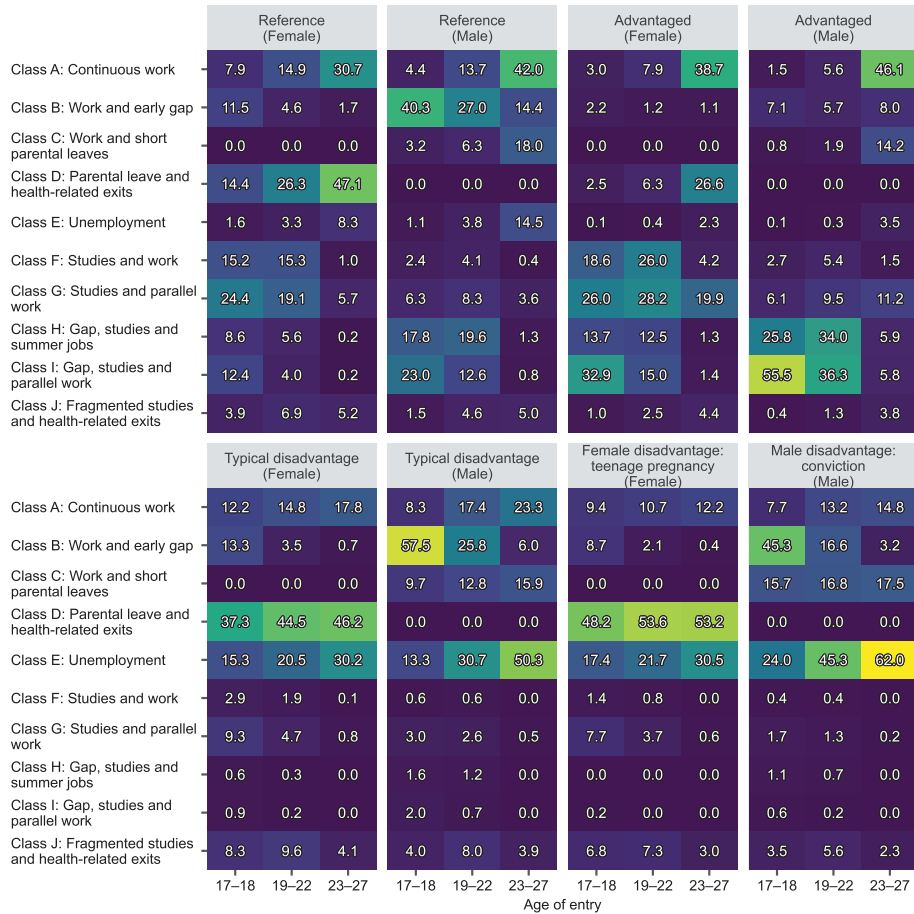 Reference
(Female)
Reference
(Male)
Advantaged
(Female)
Advantaged
(Male)
Class A: Continuous work
7.9 14.9 30.7 4.4 13.7 42.0 3.0 7.9 38.7 1.5 5.6 46.1
Class B: Work and early gap
11.5 4.6 1.7 40.3 27.0 14.4 2.2 1.2 1.1 7.1 5.7 8.0
Class C: Work and short
parental leaves
0.0 0.0 0.0 3.2 6.3 18.0 0.0 0.0 0.0 0.8 1.9 14.2
Class D: Parental leave and
health-related exits
14.4 26.3 47.1 0.0 0.0 0.0 2.5 6.3 26.6 0.0 0.0 0.0
Class E: Unemployment
1.6 3.3 8.3 1.1 3.8 14.5 0.1 0.4 2.3 0.1 0.3 3.5
Class F: Studies and work
15.2 15.3 1.0 2.4 4.1 0.4 18.6 26.0 4.2 2.7 5.4 1.5
Class G: Studies and parallel
work
24.4 19.1 5.7 6.3 8.3 3.6 26.0 28.2 19.9 6.1 9.5 11.2
Class H: Gap, studies and
summer jobs
8.6 5.6 0.2 17.8 19.6 1.3 13.7 12.5 1.3 25.8 34.0 5.9
Class I: Gap, studies and
parallel work
12.4 4.0 0.2 23.0 12.6 0.8 32.9 15.0 1.4 55.5 36.3 5.8
Class J: Fragmented studies
and health-related exits
3.9 6.9 5.2 1.5 4.6 5.0 1.0 2.5 4.4 0.4 1.3 3.8
Typical disadvantage
(Female)
Typical disadvantage
(Male)
Female disadvantage:
teenage pregnancy
(Female)
Male disadvantage:
conviction
(Male)
Class A: Continuous work
12.2 14.8 17.8 8.3 17.4 23.3 9.4 10.7 12.2 7.7 13.2 14.8
Class B: Work and early gap
13.3 3.5 0.7 57.5 25.8 6.0 8.7 2.1 0.4 45.3 16.6 3.2
Class C: Work and short
parental leaves
0.0 0.0 0.0 9.7 12.8 15.9 0.0 0.0 0.0 15.7 16.8 17.5
Class D: Parental leave and
health-related exits
37.3 44.5 46.2 0.0 0.0 0.0 48.2 53.6 53.2 0.0 0.0 0.0
Class E: Unemployment
15.3 20.5 30.2 13.3 30.7 50.3 17.4 21.7 30.5 24.0 45.3 62.0
Class F: Studies and work
2.9 1.9 0.1 0.6 0.6 0.0 1.4 0.8 0.0 0.4 0.4 0.0
Class G: Studies and parallel
work
9.3 4.7 0.8 3.0 2.6 0.5 7.7 3.7 0.6 1.7 1.3 0.2
Class H: Gap, studies and
summer jobs
0.6 0.3 0.0 1.6 1.2 0.0 0.0 0.0 0.0 1.1 0.7 0.0
Class I: Gap, studies and
parallel work
0.9 0.2 0.0 2.0 0.7 0.0 0.2 0.0 0.0 0.6 0.2 0.0
Class J: Fragmented studies
and health-related exits
8.3 9.6 4.1 4.0 8.0 3.9 6.8 7.3 3.0 3.5 5.6 2.3
17–18 19–22 23–27 17–18 19–22 23–27 17–18 19–22 23–27 17–18 19–22 23–27
Age of entry